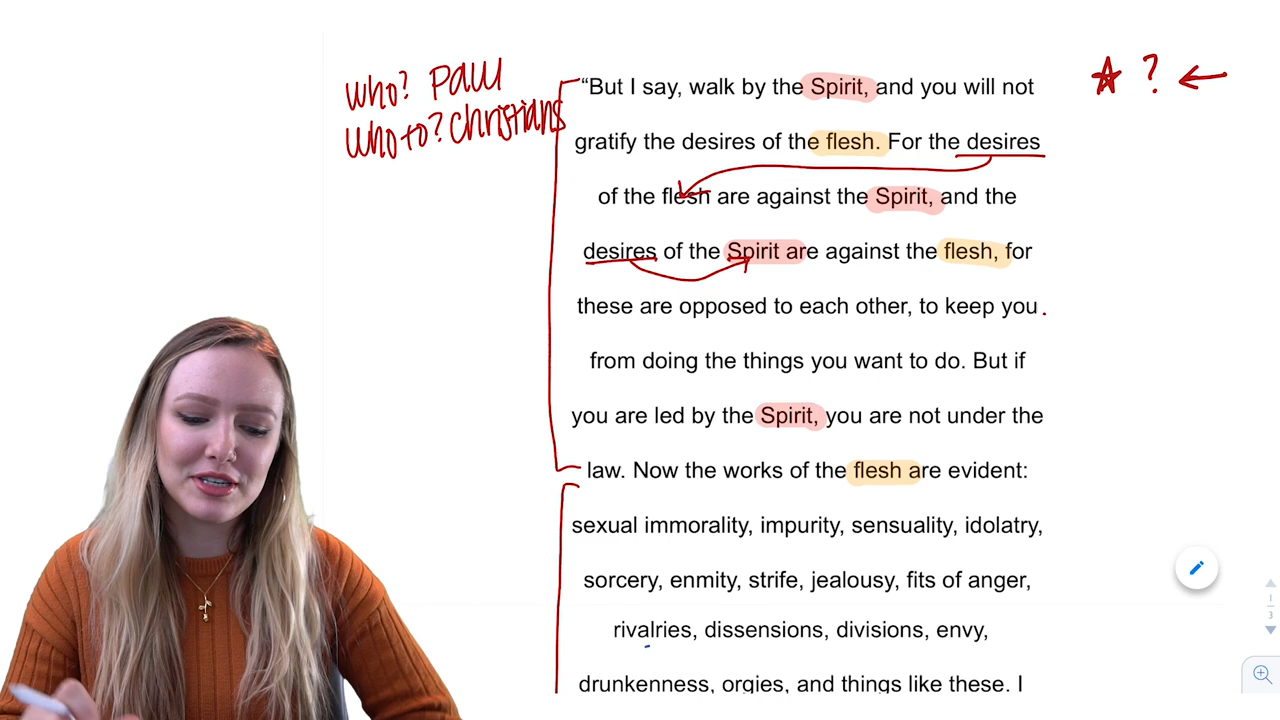 who? Paul
who to? Christians
“But I say, walk by the Spirit, and you will not
gratify the desires of the flesh. For the desires
of the flesh are against the Spirit, and the
desires of the Spirit are against the flesh, for
these are opposed to each other, to keep you
from doing the things you want to do. But if
you are led by the Spirit, you are not under the
law. Now the works of the flesh are evident:
sexual immorality, impurity, sensuality, idolatry,
sorcery, enmity, strife, jealousy, fits of anger,
rivalries, dissensions, divisions, envy,
drunkenness, orgies, and things like these. I
?
1
3